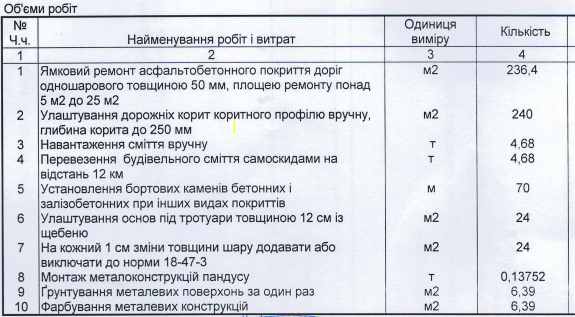 Об'єми робіт
№ Ч.ч. Найменування робіт і витрат Одиниця виміру Кількість
1 2 3 4
1 Ямковий ремонт асфальтобетонного покриття доріг м2 236,4
одношарового товщиною 50 мм, площею ремонту понад
5 м2 до 25 м2
2 Улаштування дорожніх корит коритного профілю вручну, м2 240
глибина корита до 250 мм
3 Навантаження сміття вручну т 4,68
4 Перевезення будівельного сміття самоскидами на т 4,68
відстань 12 км
5 Установлення бортових каменів бетонних і м 70
залізобетонних при інших видах покриттів
6 Улаштування основ під тротуари товщиною 12 см із м2 24
щебеню
7 На кожний 1 см зміни товщини шару додавати або м2 24
виключати до норми 18-47-3
8 Монтаж металоконструкцій пандусу т 0,13752
9 Ґрунтування металевих поверхонь за один раз м2 6,39
10 Фарбування металевих конструкцій м2 6,39